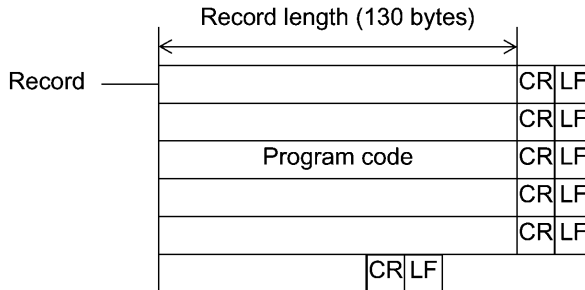 Record length (130 bytes)
Record CR LF
CR LF
Program code CR LF
CR LF
CR LF
CR LF